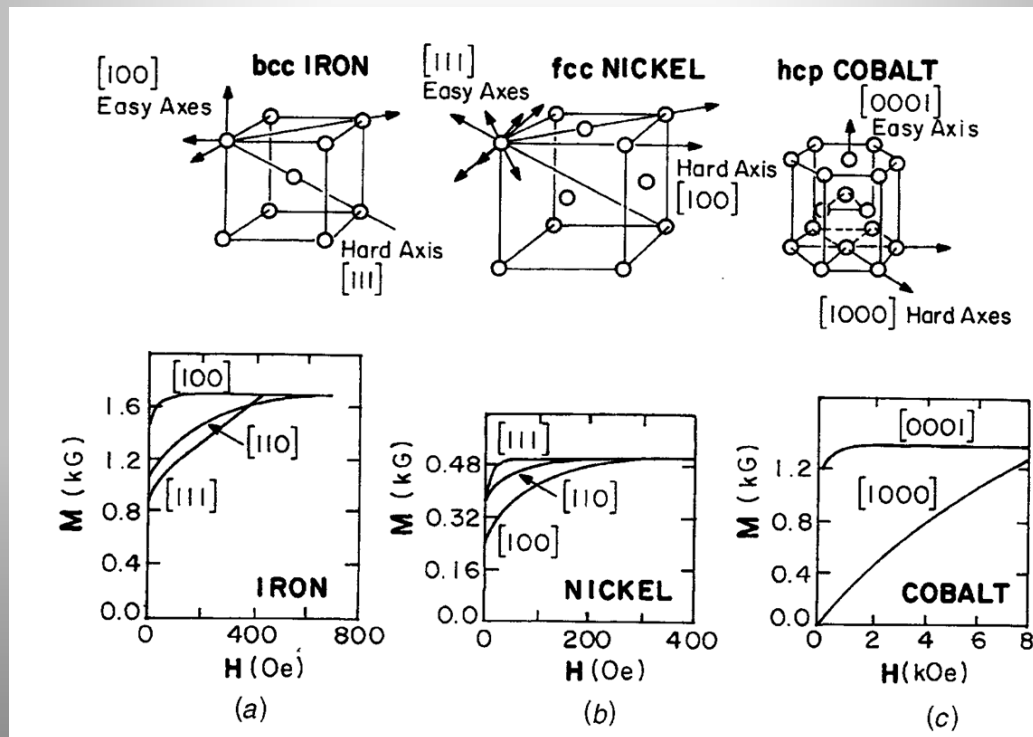 [100]
Easy Axes
bcc IRON
Hard Axis
[111]
[111]
Easy Axes
fcc NICKEL
Hard Axis
[100]
hcp COBALT
[0001]
Easy Axis
[1000] Hard Axes
[100]
[110]
[111]
1.6
1.2
0.8
0.4
0.0
M (kG)
IRON
0 400 800
H (Oe)
(a)
[111]
[110]
[100]
0.48
0.32
0.16
0.0
M (kG)
NICKEL
0 200 400
H (Oe)
(b)
[0001]
[1000]
1.2
0.8
0.4
0.0
M (kG)
COBALT
0 2 4 6 8
H (kOe)
(c)